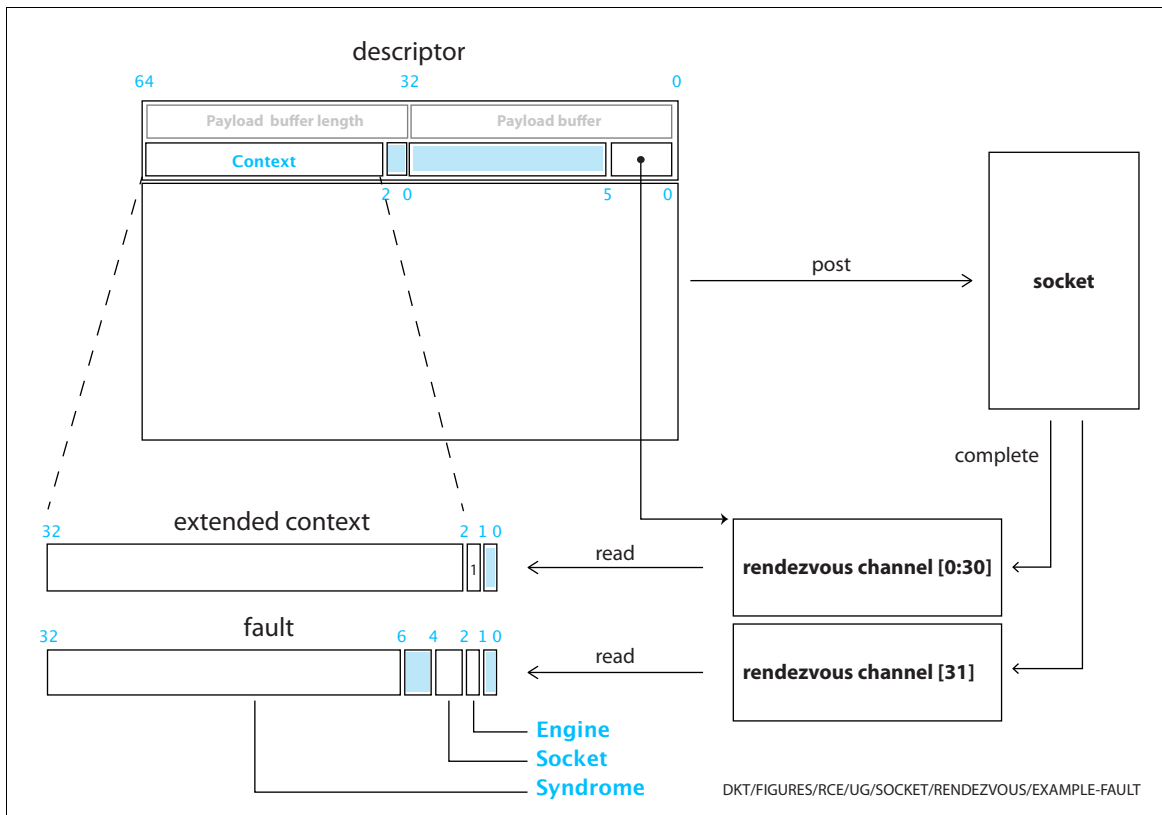 descriptor
64 32 0
Payload buffer length Payload buffer
Context
2 0 5 0
post
socket
complete
extended context
32 2 1 0
1
read
rendezvous channel [0:30]
fault
32 6 4 2 1 0
read
rendezvous channel [31]
Engine
Socket
Syndrome
DKT/FIGURES/RCE/UG/SOCKET/RENDEZVOUS/EXAMPLE-FAULT